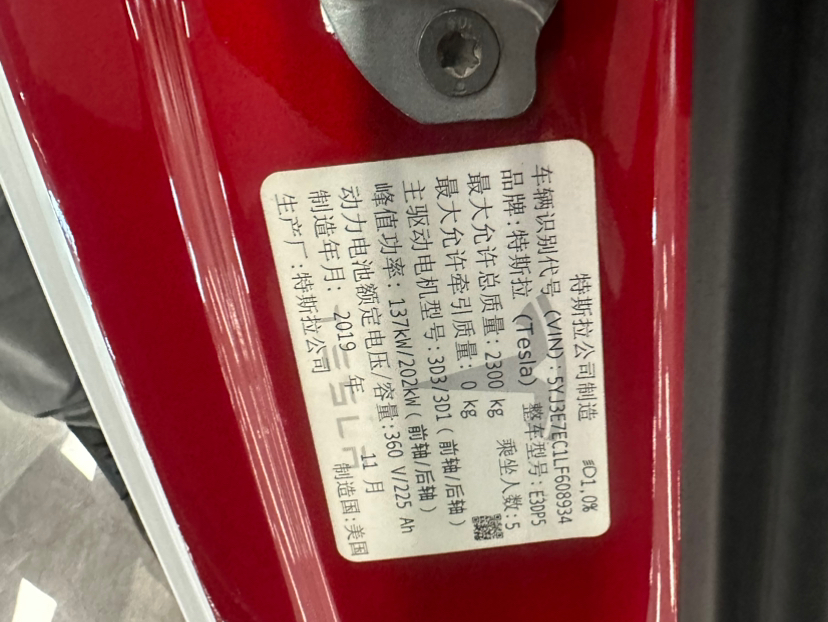 特斯拉公司制造 ≡D1,0%
车辆识别代号 (VIN): 5YJ3E7EC1LF608934
品牌:特斯拉 (Tesla) 整车型号:E3DP5
最大允许总质量: 2300 kg 乘坐人数:5
最大允许牵引质量: 0 kg
主驱动电机型号:3D3/3D1(前轴/后轴)
峰值功率: 137kW/202kW(前轴/后轴)
动力电池额定电压/容量:360 V/225 Ah
制造年月: 2019 年 11 月
生产厂:特斯拉公司 制造国:美国
TESLA